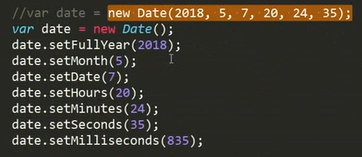 //var date = new Date(2018, 5, 7, 20, 24, 35);
var date = new Date();
date.setFullYear(2018);
date.setMonth(5);
date.setDate(7);
date.setHours(20);
date.setMinutes(24);
date.setSeconds(35);
date.setMilliseconds(835);